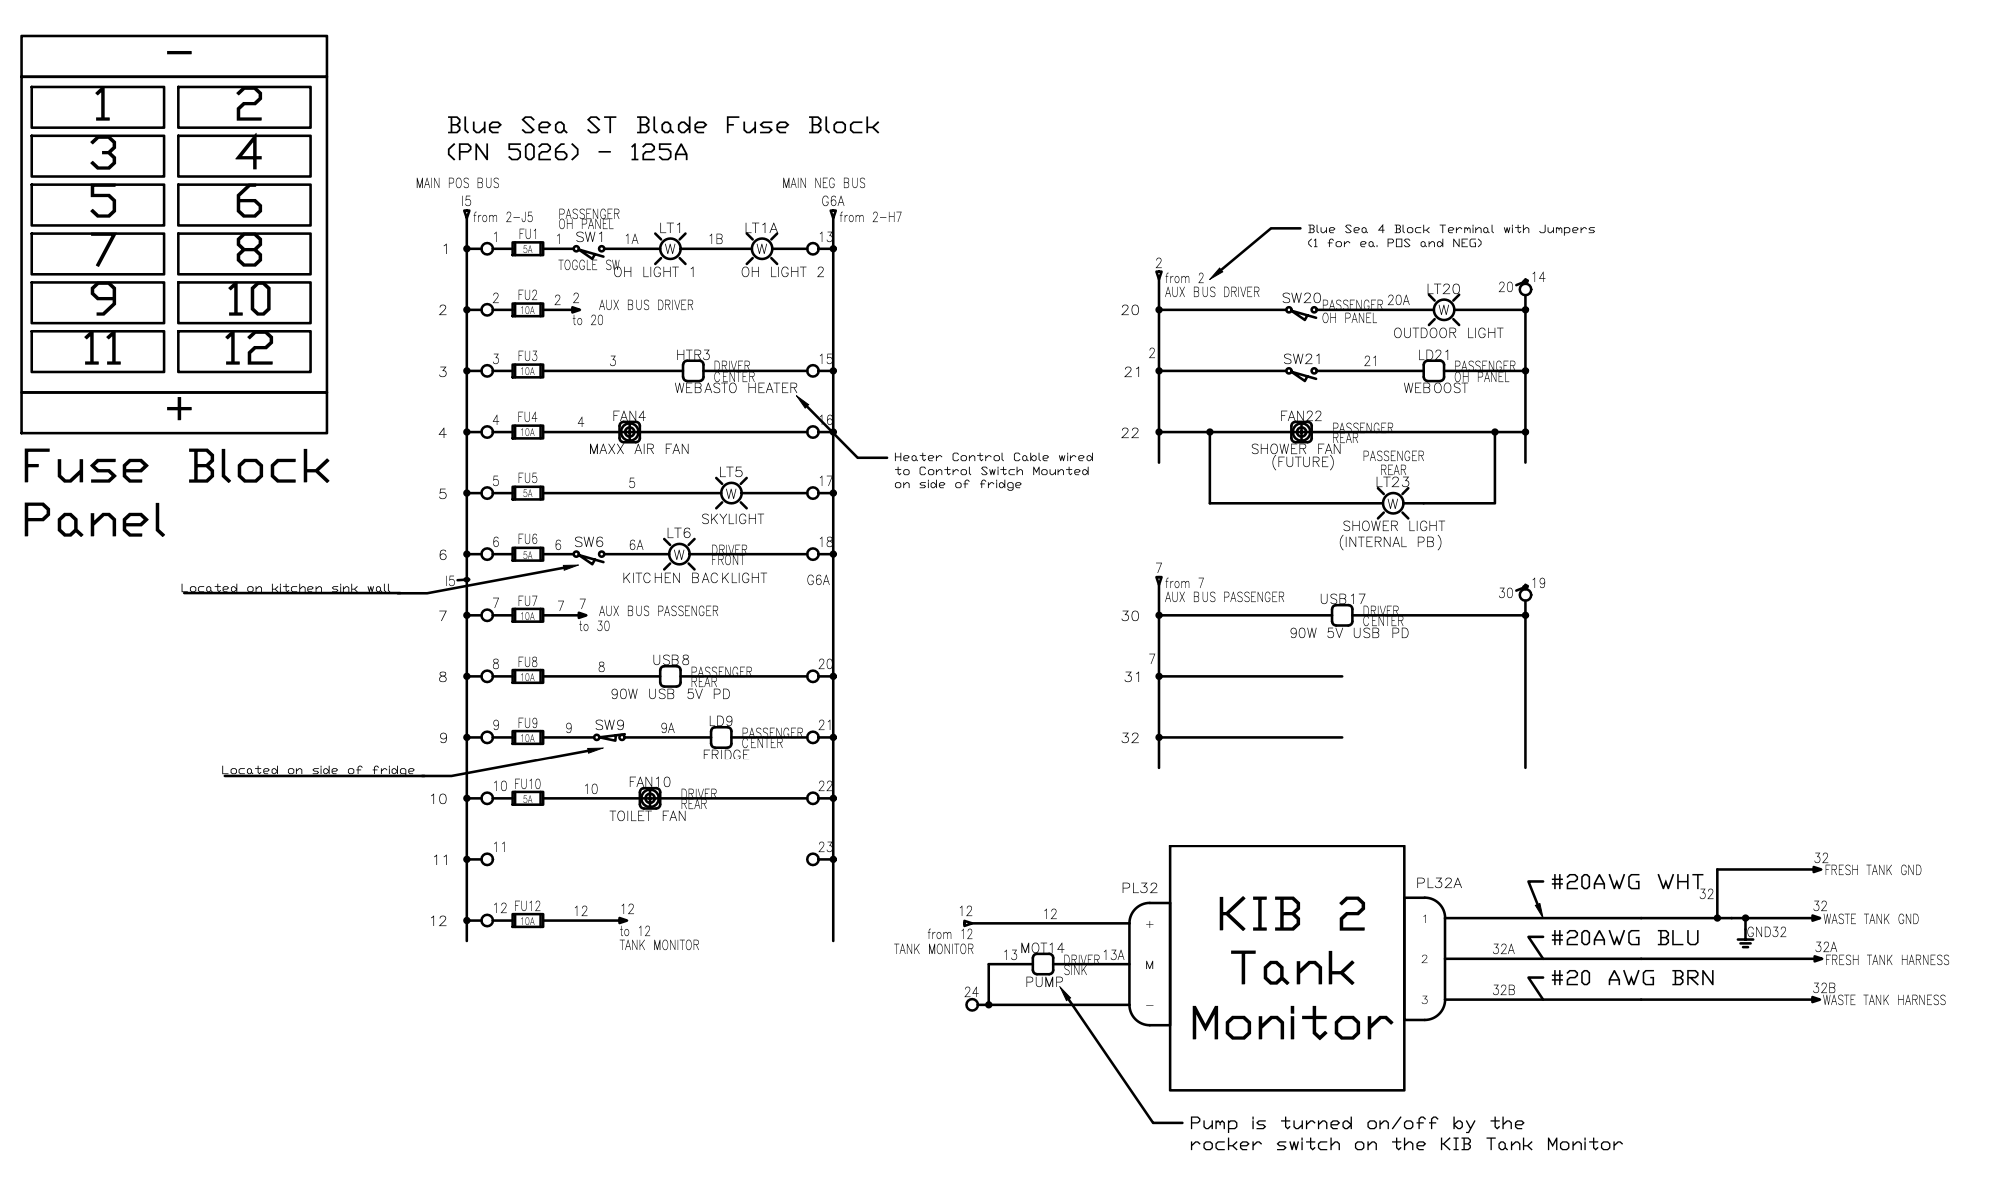 −
1 2
3 4
5 6
7 8
9 10
11 12
+
Fuse Block
Panel
Blue Sea ST Blade Fuse Block
(PN 5026) - 125A
MAIN POS BUS
I5
from 2-J5
MAIN NEG BUS
G6A
from 2-H7
1 1 FU1 5A 1 PASSENGER
OH PANEL
SW1
TOGGLE SW
1A LT1 1B LT1A 13
OH LIGHT 1 OH LIGHT 2
2 2 FU2 10A 2 2 AUX BUS DRIVER
to 20
3 3 FU3 10A 3 HTR3 DRIVER 15
CENTER
WEBASTO HEATER
4 4 FU4 10A 4 FAN4 16
MAXX AIR FAN
Heater Control Cable wired
to Control Switch Mounted
on side of fridge
5 5 FU5 5A 5 LT5 17
SKYLIGHT
6 6 FU6 5A 6 SW6 6A LT6 DRIVER 18
FRONT
KITCHEN BACKLIGHT G6A
I5
Located on kitchen sink wall
7 7 FU7 10A 7 7 AUX BUS PASSENGER
to 30
8 8 FU8 10A 8 USB8 PASSENGER 20
REAR
90W USB 5V PD
9 9 FU9 10A 9 SW9 9A LD9 PASSENGER 21
CENTER
FRIDGE
Located on side of fridge
10 10 FU10 5A 10 FAN10 DRIVER 22
REAR
TOILET FAN
11 11 23
12 12 FU12 10A 12 12
to 12
TANK MONITOR
Blue Sea 4 Block Terminal with Jumpers
(1 for ea. POS and NEG)
2
from 2
AUX BUS DRIVER
20 14
20 SW20 PASSENGER 20A LT20
OH PANEL
OUTDOOR LIGHT
2
21 SW21 21 LD21 PASSENGER
OH PANEL
WEBOOST
22 FAN22 PASSENGER
REAR
SHOWER FAN
(FUTURE)
PASSENGER
REAR
LT23
SHOWER LIGHT
(INTERNAL PB)
7
from 7
AUX BUS PASSENGER
30 19
30 USB17 DRIVER
CENTER
90W 5V USB PD
7
31
32
12
from 12
TANK MONITOR
12
13 MOT14 DRIVER 13A
SINK
PUMP
24
PL32
+
M
−
KIB 2
Tank
Monitor
PL32A
1
2
3
#20AWG WHT
32
32
FRESH TANK GND
32
WASTE TANK GND
GND32
#20AWG BLU
32A
32A
FRESH TANK HARNESS
#20 AWG BRN
32B
32B
WASTE TANK HARNESS
Pump is turned on/off by the
rocker switch on the KIB Tank Monitor